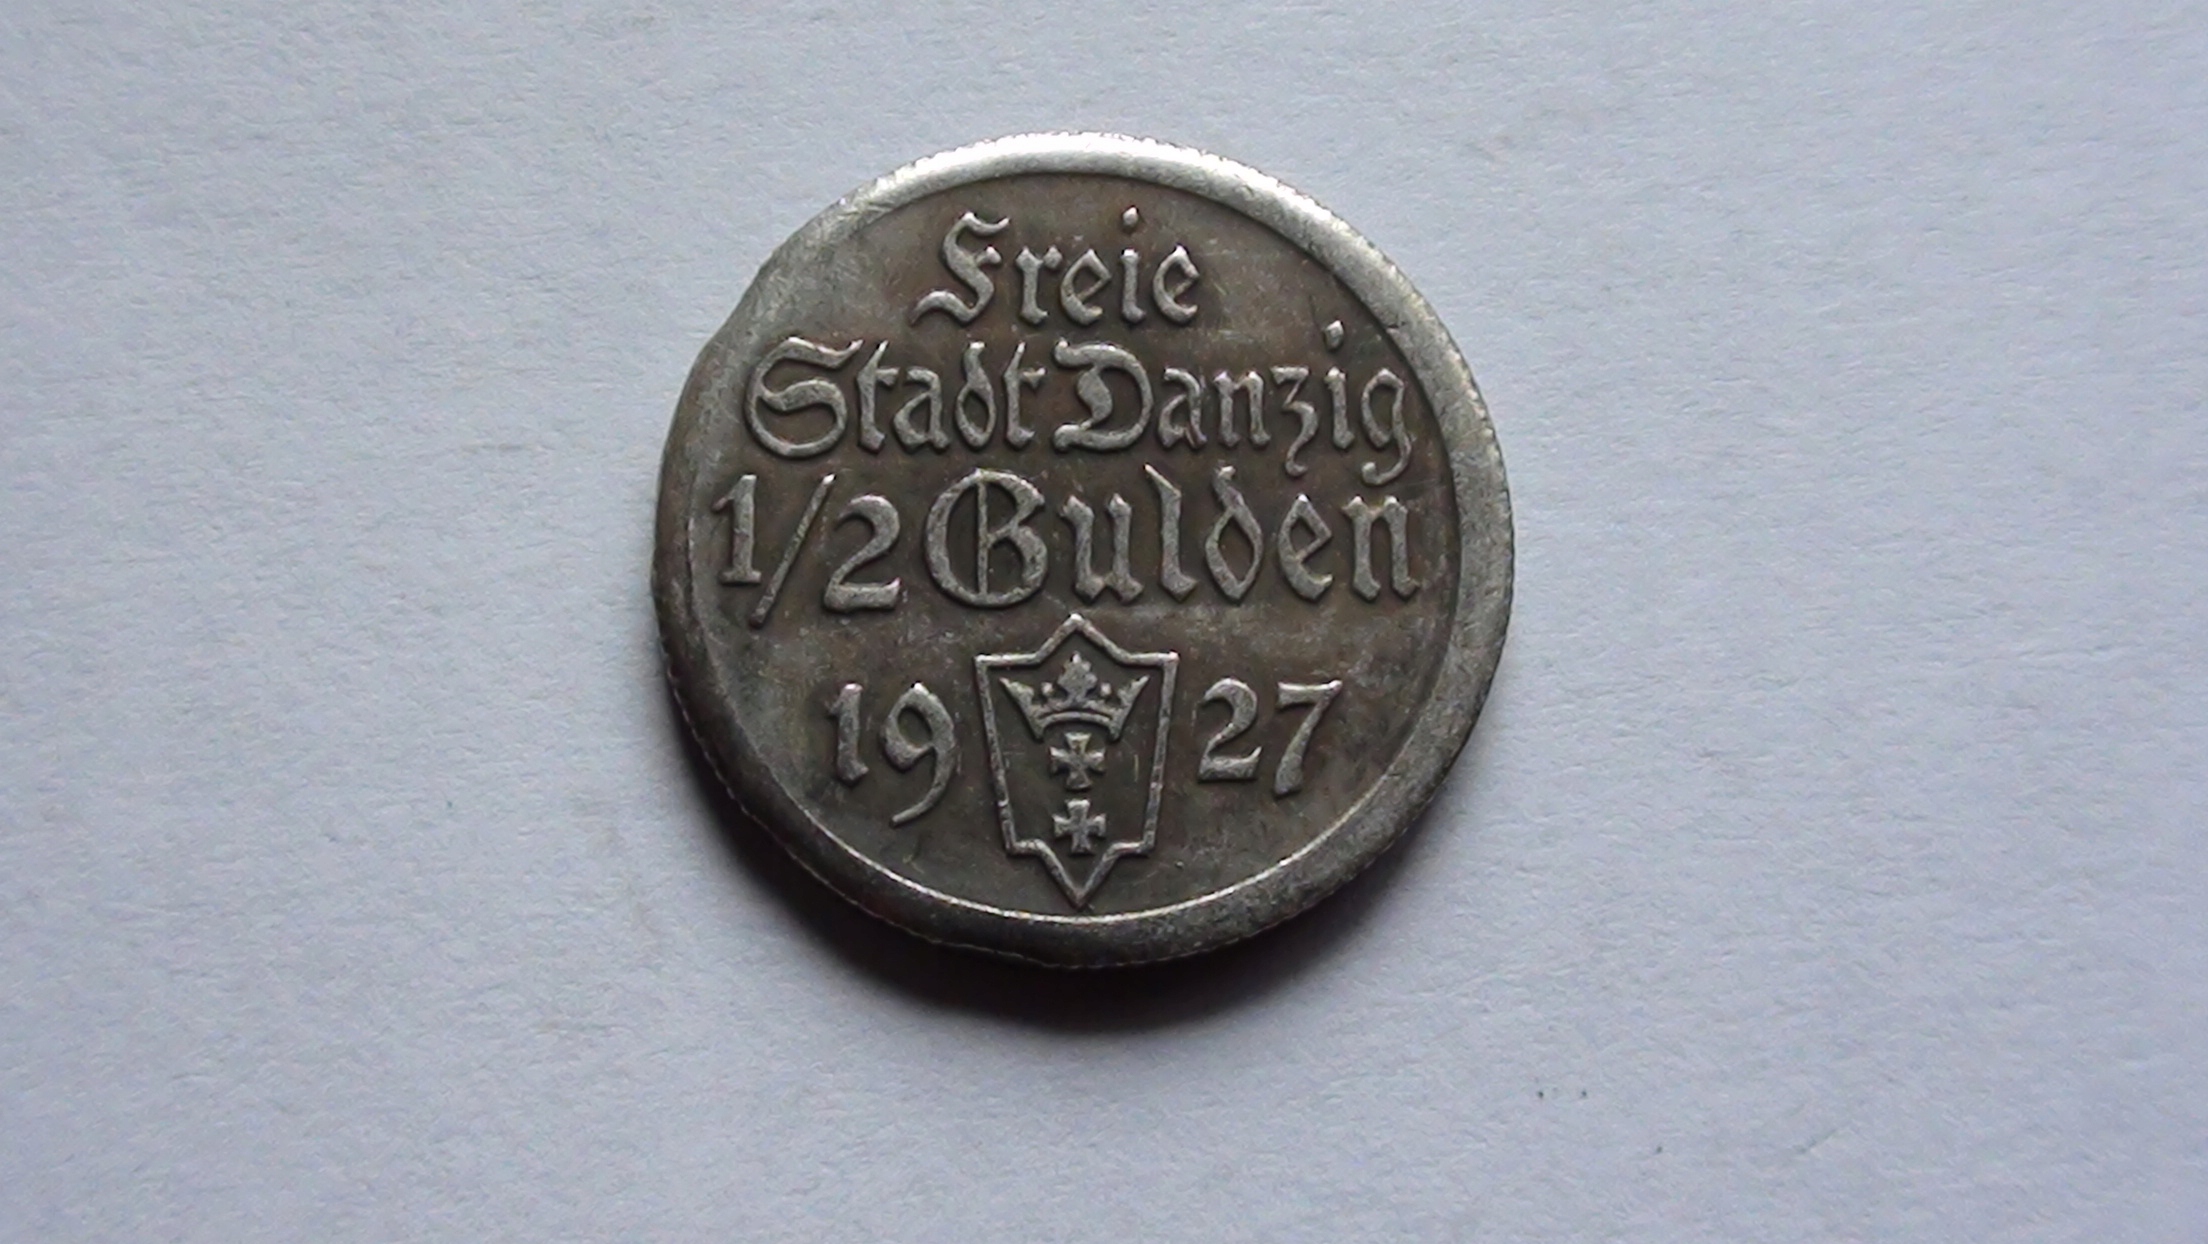 Freie
Stadt Danzig
1/2 Gulden
19 27